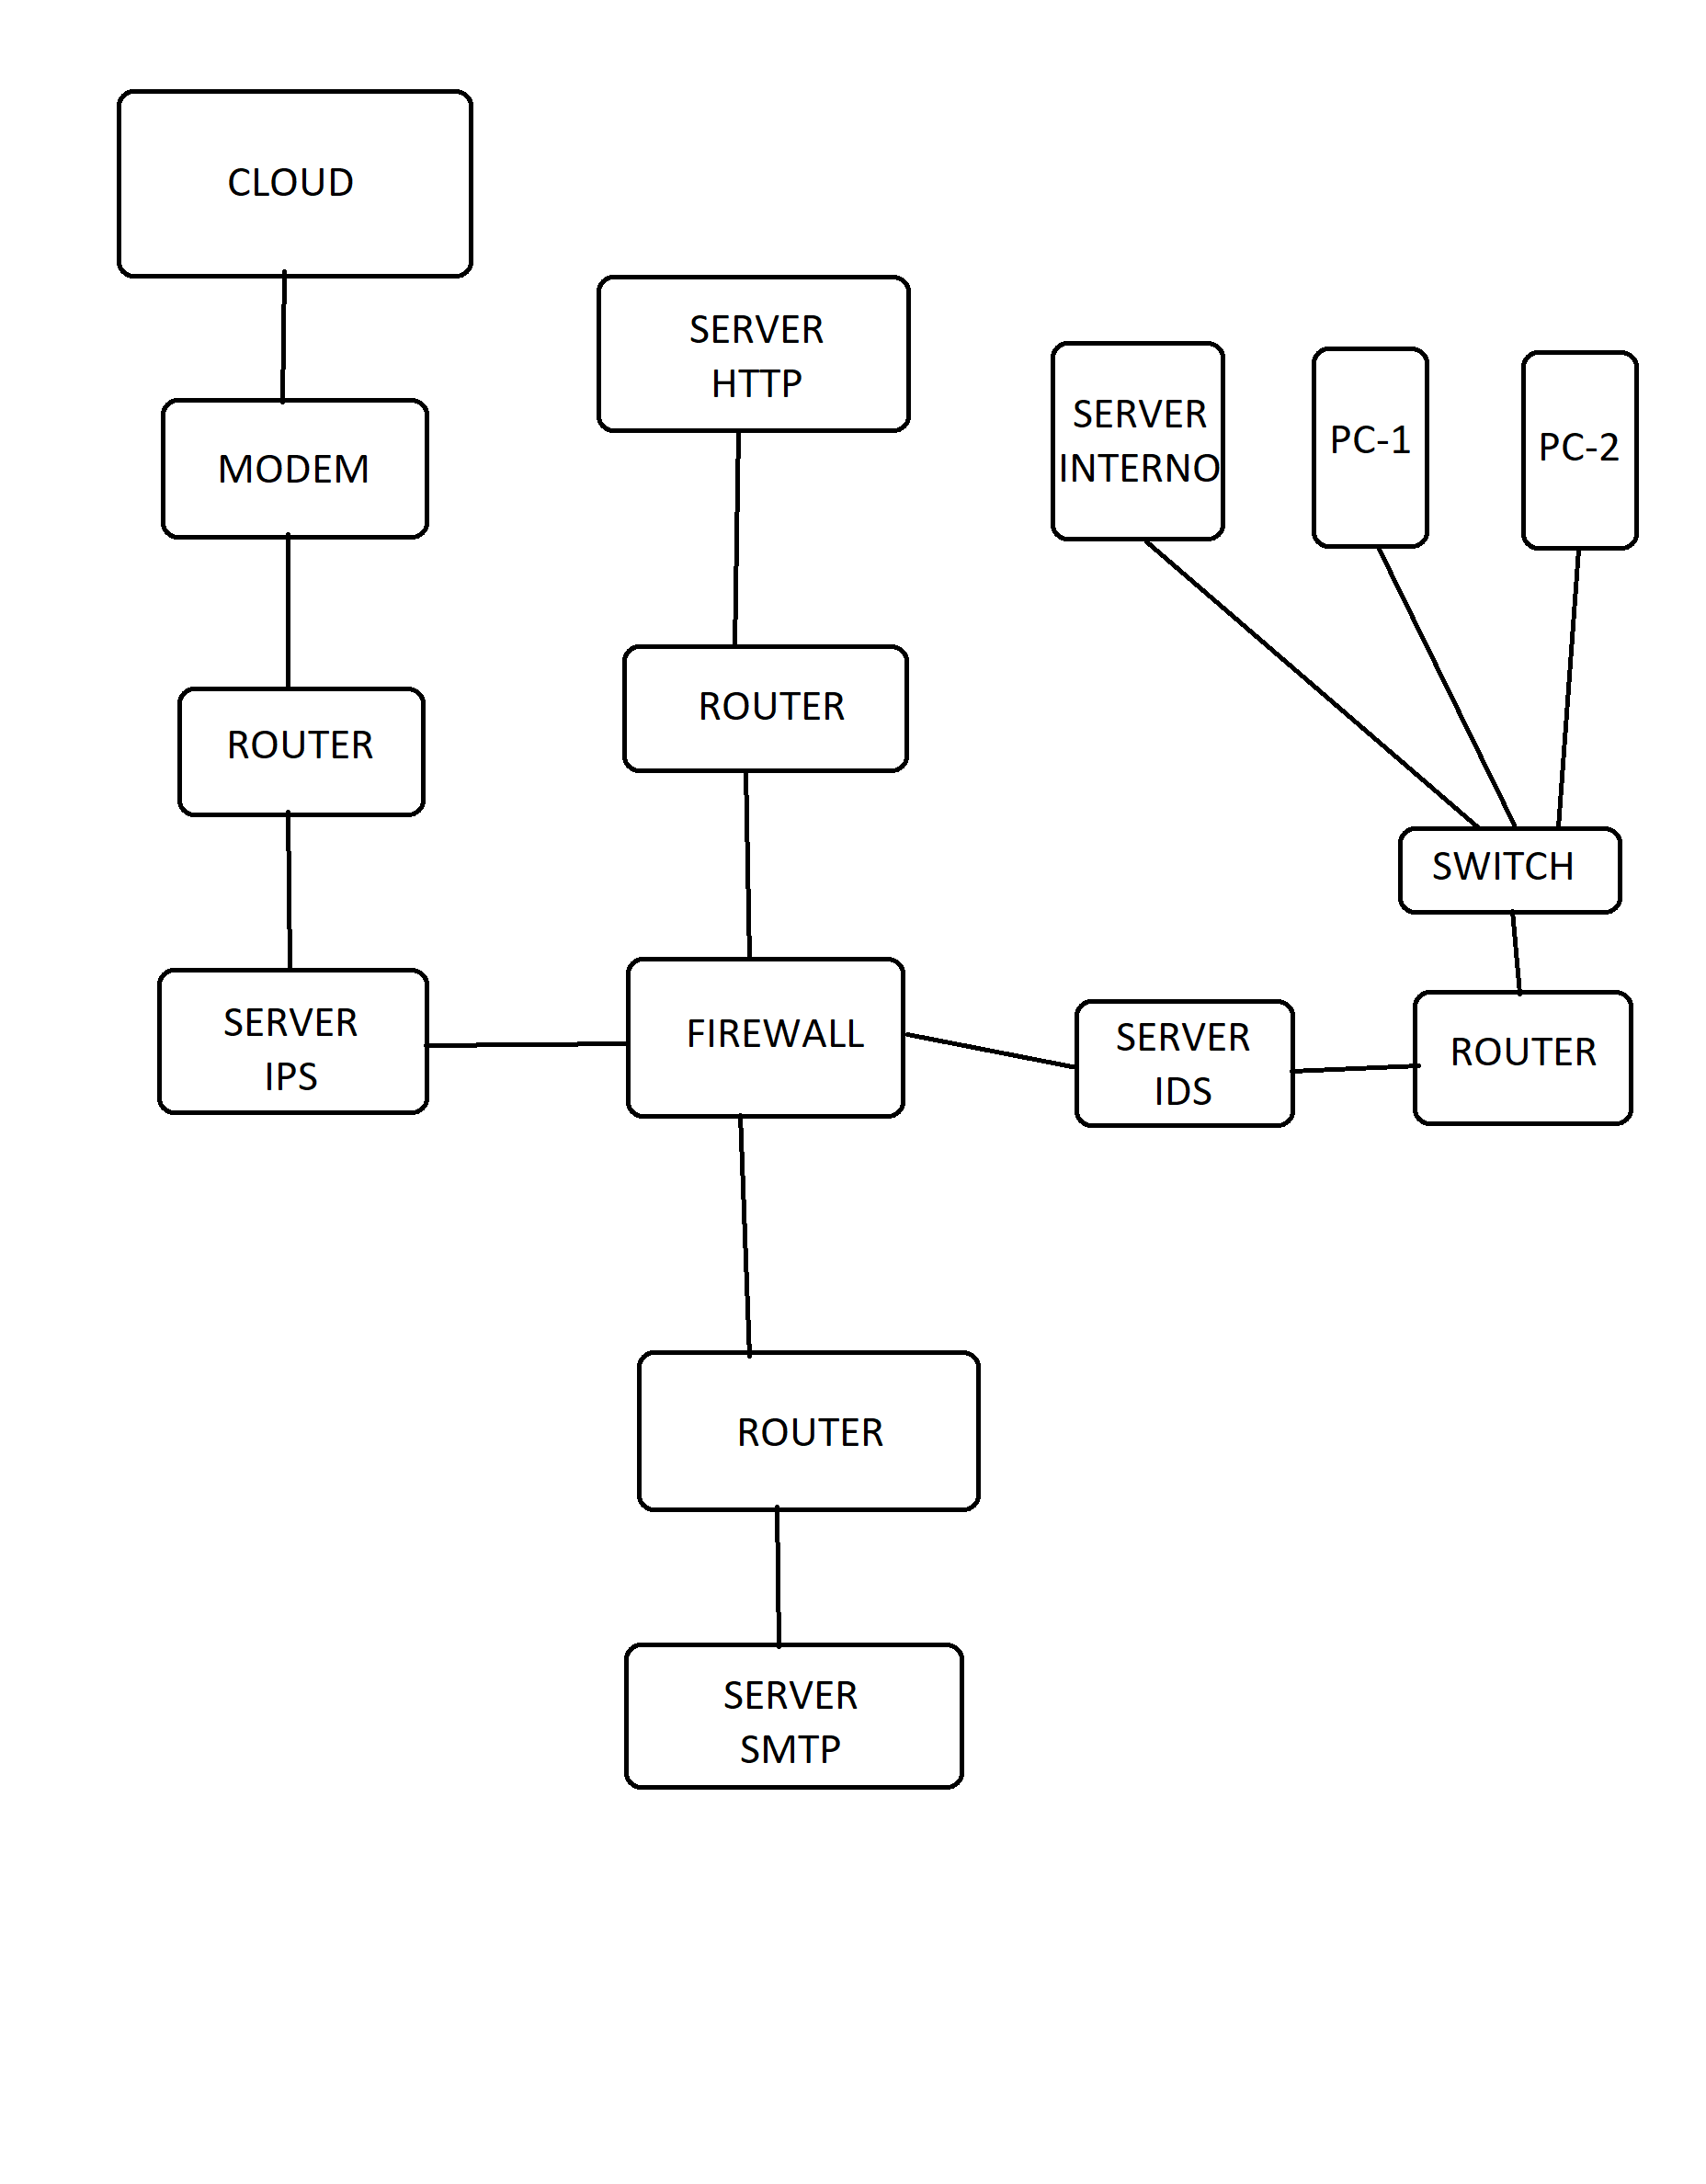 CLOUD
MODEM
ROUTER
SERVER
IPS
SERVER
HTTP
ROUTER
FIREWALL
ROUTER
SERVER
SMTP
SERVER
INTERNO
PC-1
PC-2
SWITCH
SERVER
IDS
ROUTER